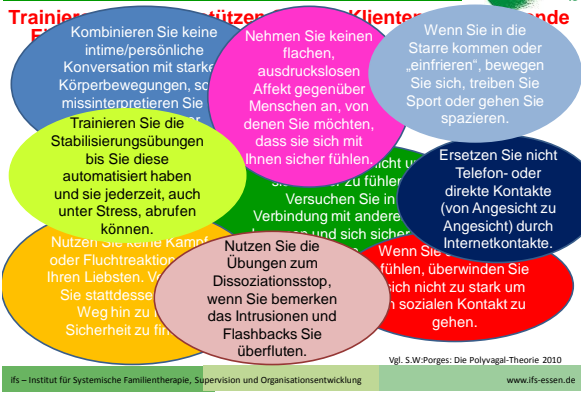 Trainieren
stützen
Klienten
Kombinieren Sie keine
intime/persönliche
Konversation mit starken
Körperbewegungen,
missinterpretieren Sie
Nehmen Sie keinen
flachen,
ausdruckslosen
Affekt gegenüber
Menschen an, von
denen Sie möchten,
dass sie sich mit
Ihnen sicher fühlen.
Wenn Sie in die
Starre kommen oder
„einfrieren“, bewegen
Sie sich, treiben Sie
Sport oder gehen Sie
spazieren.
Trainieren Sie die
Stabilisierungsübungen
bis Sie diese
automatisiert haben
und sie jederzeit, auch
unter Stress, abrufen
können.
zu fühlen
Versuchen Sie in
Verbindung mit andere
und sich sicher
Ersetzen Sie nicht
Telefon- oder
direkte Kontakte
(von Angesicht zu
Angesicht) durch
Internetkontakte.
Nutzen Sie keine Kampf
oder Fluchtreaktion
Ihren Liebsten.
Sie stattdessen
Weg hin zu
Sicherheit zu
Nutzen Sie die
Übungen zum
Dissoziationsstop,
wenn Sie bemerken
das Intrusionen und
Flashbacks Sie
überfluten.
Wenn Sie
fühlen, überwinden Sie
sich nicht zu stark um
sozialen Kontakt zu
gehen.
Vgl. S.W:Porges: Die Polyvagal-Theorie 2010
ifs – Institut für Systemische Familientherapie, Supervision und Organisationsentwicklung
www.ifs-essen.de